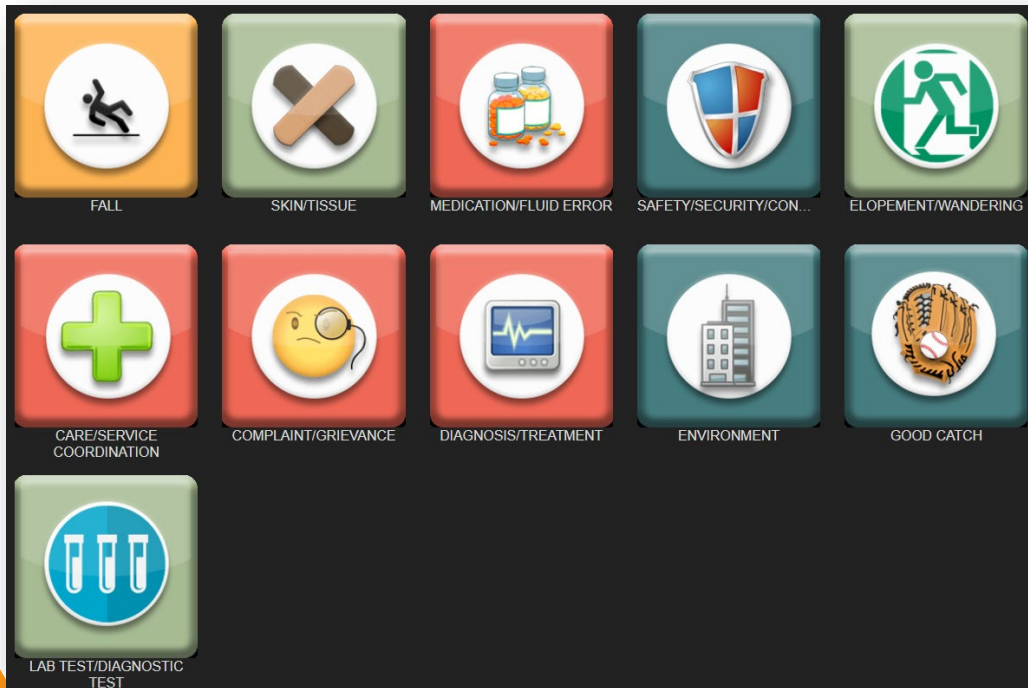 FALL
SKIN/TISSUE
MEDICATION/FLUID ERROR
SAFETY/SECURITY/CON...
ELOPEMENT/WANDERING
CARE/SERVICE
COORDINATION
COMPLAINT/GRIEVANCE
DIAGNOSIS/TREATMENT
ENVIRONMENT
GOOD CATCH
LAB TEST/DIAGNOSTIC
TEST